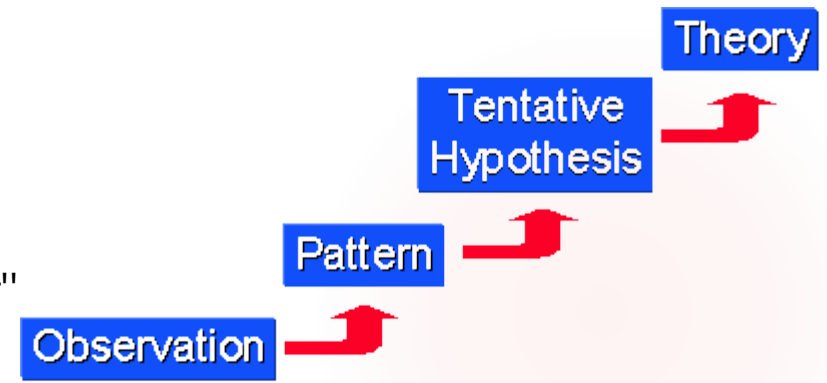 Theory
Tentative
Hypothesis
Pattern
"
Observation